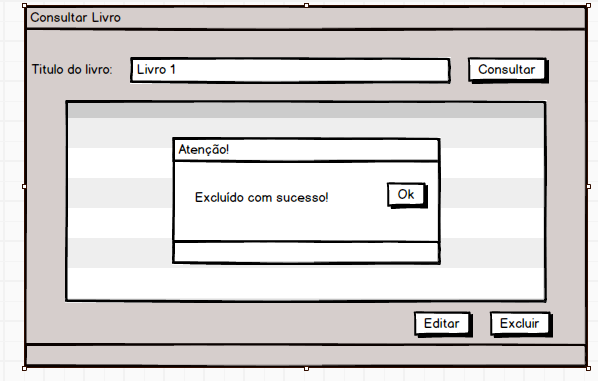 Consultar Livro
Titulo do livro: Livro 1 Consultar
Atenção!
Excluído com sucesso! Ok
Editar Excluir